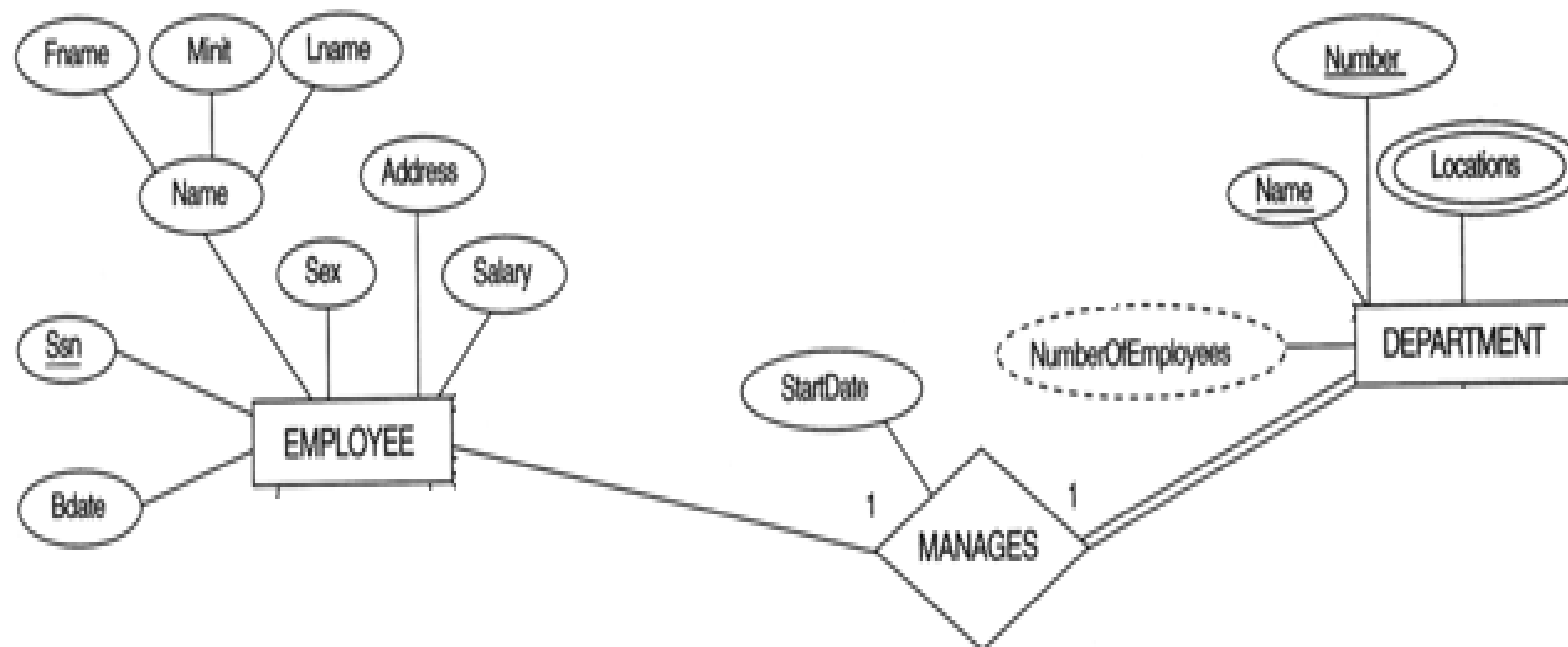 Fname
Minit
Lname
Number
Name
Address
Locations
Name
Sex
Salary
Ssn
NumberOfEmployees
DEPARTMENT
StartDate
EMPLOYEE
Bdate
1
1
MANAGES